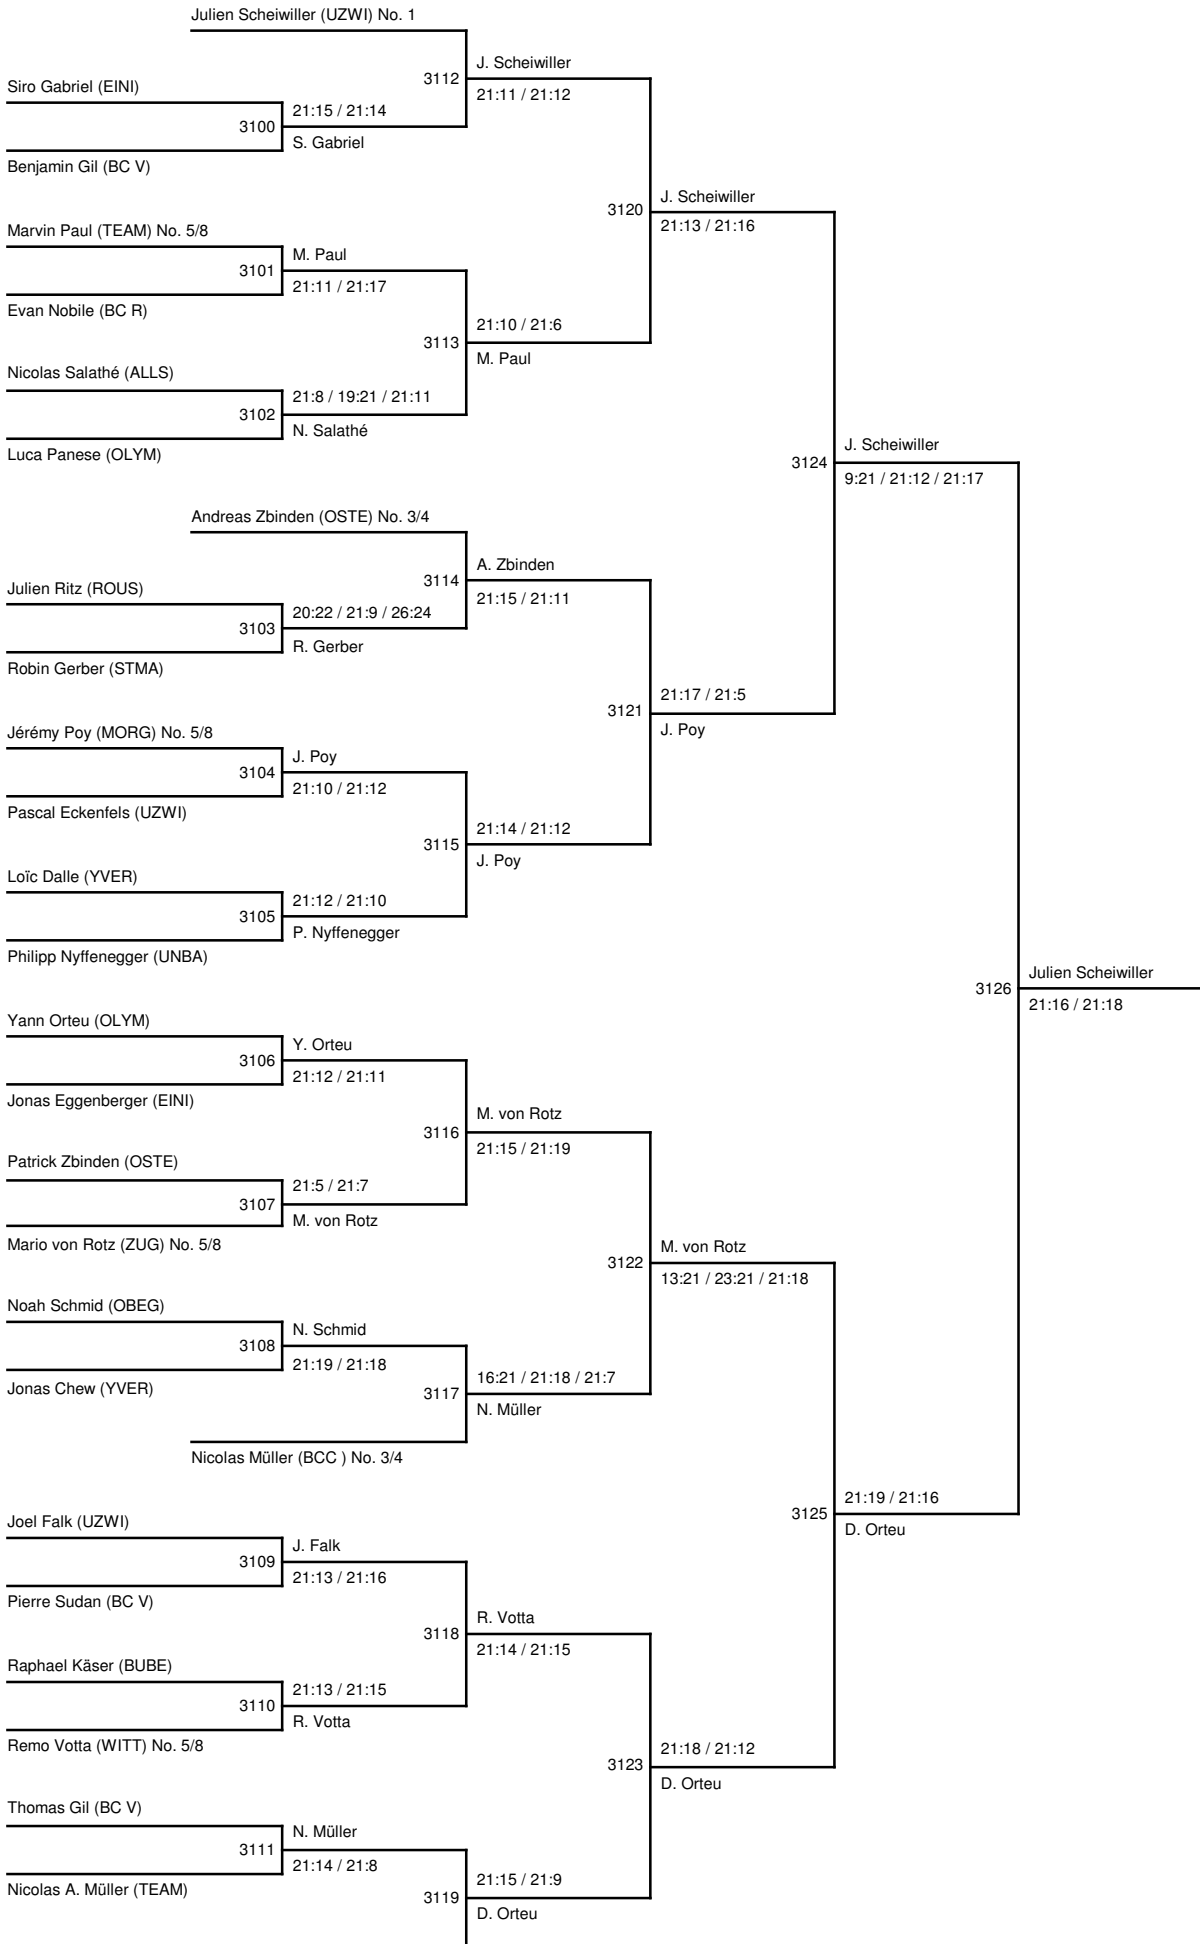 Julien Scheiwiller (UZWI) No. 1
J. Scheiwiller
3112
21:11 / 21:12
Siro Gabriel (EINI)
21:15 / 21:14
3100
S. Gabriel
Benjamin Gil (BC V)
J. Scheiwiller
3120
21:13 / 21:16
Marvin Paul (TEAM) No. 5/8
M. Paul
3101
21:11 / 21:17
Evan Nobile (BC R)
21:10 / 21:6
3113
M. Paul
Nicolas Salathé (ALLS)
21:8 / 19:21 / 21:11
3102
N. Salathé
Luca Panese (OLYM)
J. Scheiwiller
3124
9:21 / 21:12 / 21:17
Andreas Zbinden (OSTE) No. 3/4
A. Zbinden
3114
21:15 / 21:11
Julien Ritz (ROUS)
20:22 / 21:9 / 26:24
3103
R. Gerber
Robin Gerber (STMA)
21:17 / 21:5
3121
J. Poy
Jérémy Poy (MORG) No. 5/8
J. Poy
3104
21:10 / 21:12
Pascal Eckenfels (UZWI)
21:14 / 21:12
3115
J. Poy
Loïc Dalle (YVER)
21:12 / 21:10
3105
P. Nyffenegger
Philipp Nyffenegger (UNBA)
Julien Scheiwiller
3126
21:16 / 21:18
Yann Orteu (OLYM)
Y. Orteu
3106
21:12 / 21:11
Jonas Eggenberger (EINI)
M. von Rotz
3116
21:15 / 21:19
Patrick Zbinden (OSTE)
21:5 / 21:7
3107
M. von Rotz
Mario von Rotz (ZUG) No. 5/8
M. von Rotz
3122
13:21 / 23:21 / 21:18
Noah Schmid (OBEG)
N. Schmid
3108
21:19 / 21:18
Jonas Chew (YVER)
16:21 / 21:18 / 21:7
3117
N. Müller
Nicolas Müller (BCC ) No. 3/4
21:19 / 21:16
3125
D. Orteu
Joel Falk (UZWI)
J. Falk
3109
21:13 / 21:16
Pierre Sudan (BC V)
R. Votta
3118
21:14 / 21:15
Raphael Käser (BUBE)
21:13 / 21:15
3110
R. Votta
Remo Votta (WITT) No. 5/8
21:18 / 21:12
3123
D. Orteu
Thomas Gil (BC V)
N. Müller
3111
21:14 / 21:8
Nicolas A. Müller (TEAM)
21:15 / 21:9
3119
D. Orteu